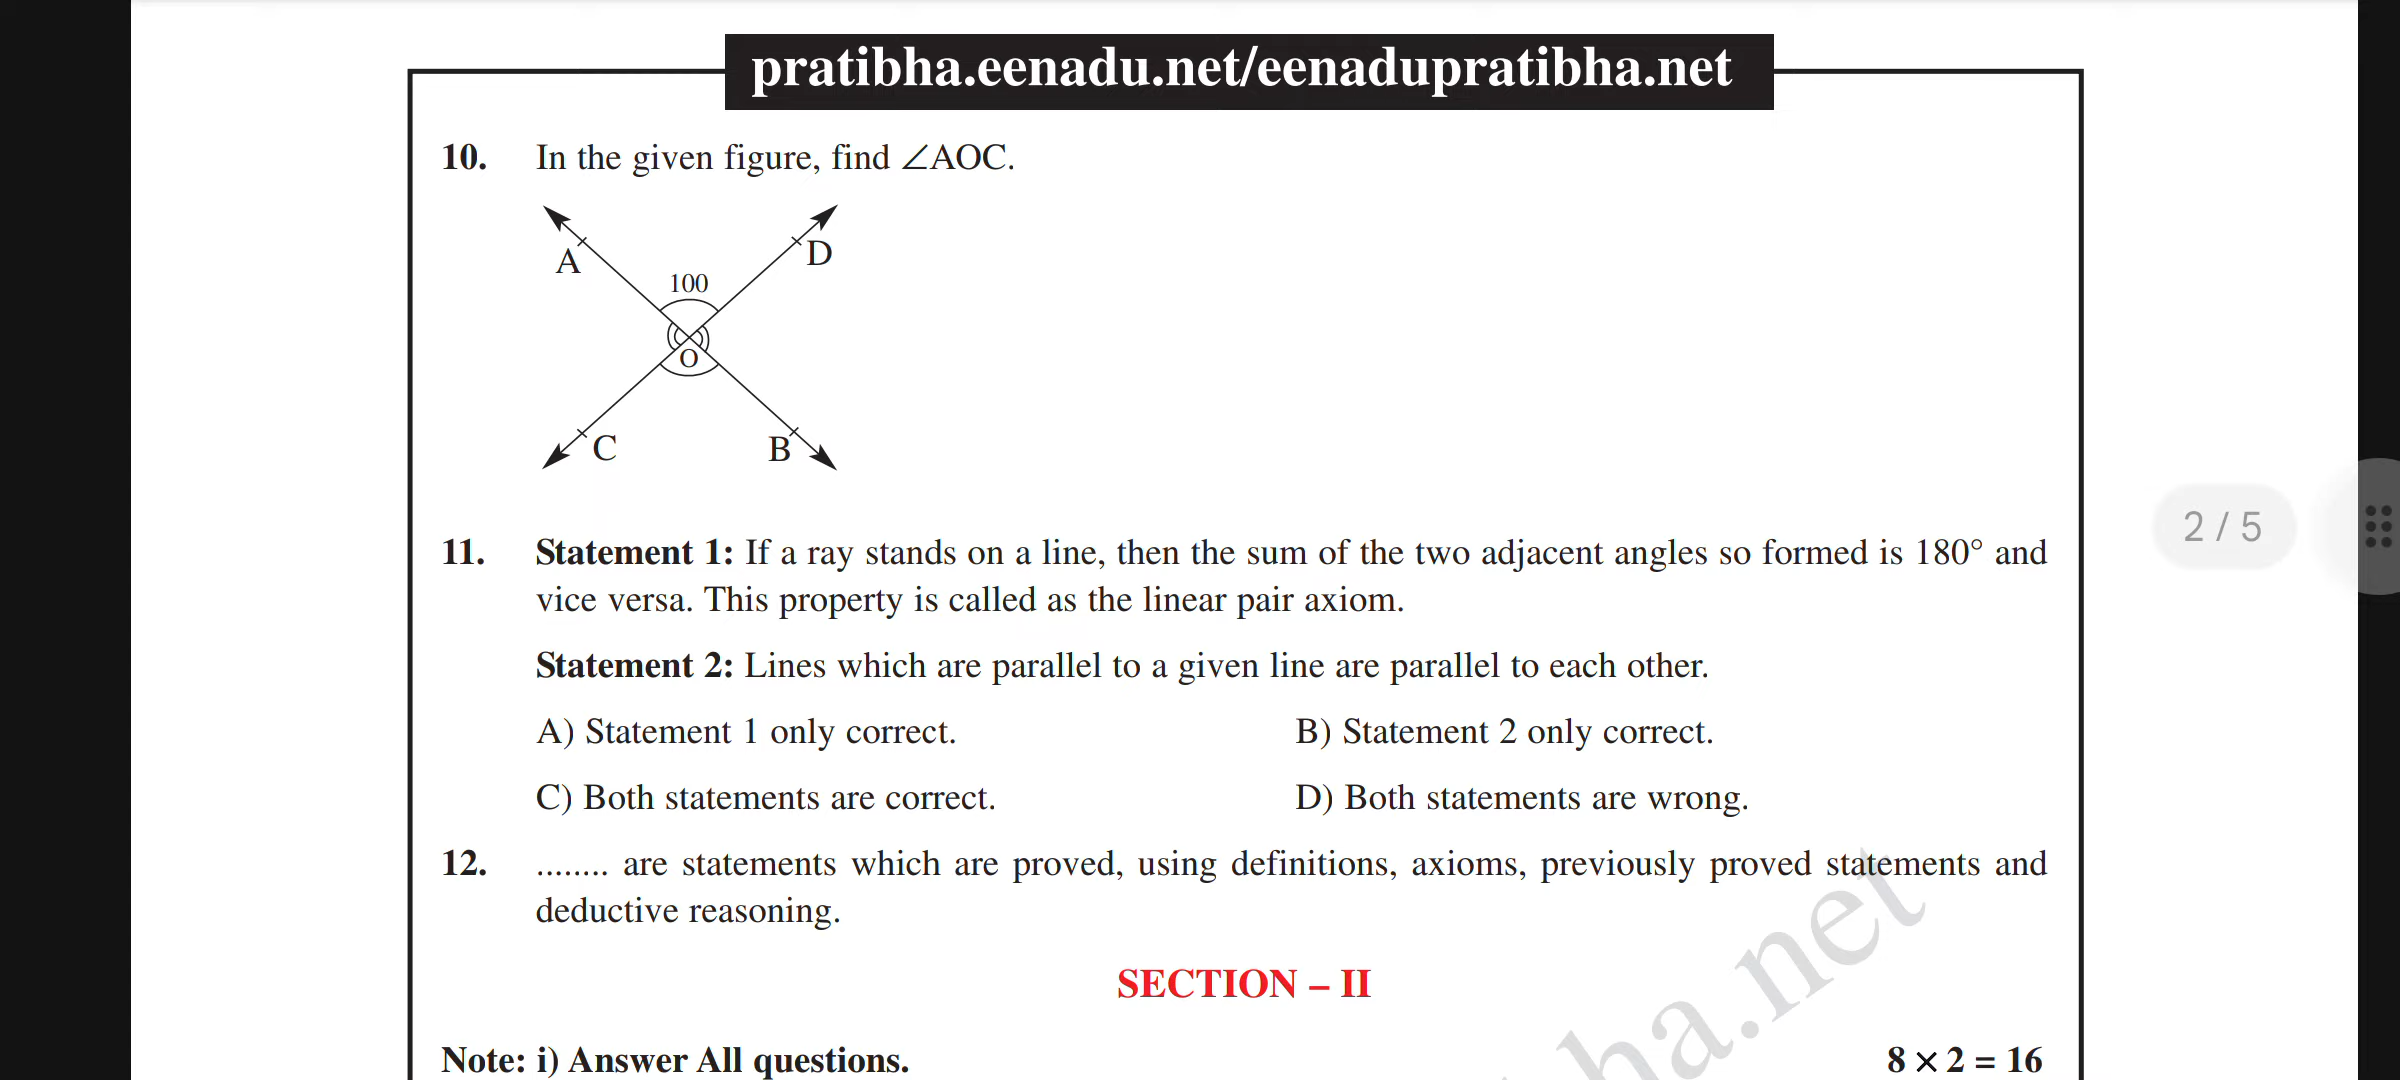 pratibha.eenadu.net/eenadupratibha.net
10. In the given figure, find ∠AOC.
A
D
100
O
C
B
11. Statement 1: If a ray stands on a line, then the sum of the two adjacent angles so formed is 180° and
vice versa. This property is called as the linear pair axiom.
Statement 2: Lines which are parallel to a given line are parallel to each other.
2 / 5
A) Statement 1 only correct. B) Statement 2 only correct.
C) Both statements are correct. D) Both statements are wrong.
12. ........ are statements which are proved, using definitions, axioms, previously proved statements and
deductive reasoning.
SECTION – II
Note: i) Answer All questions. 8 × 2 = 16
ha.net